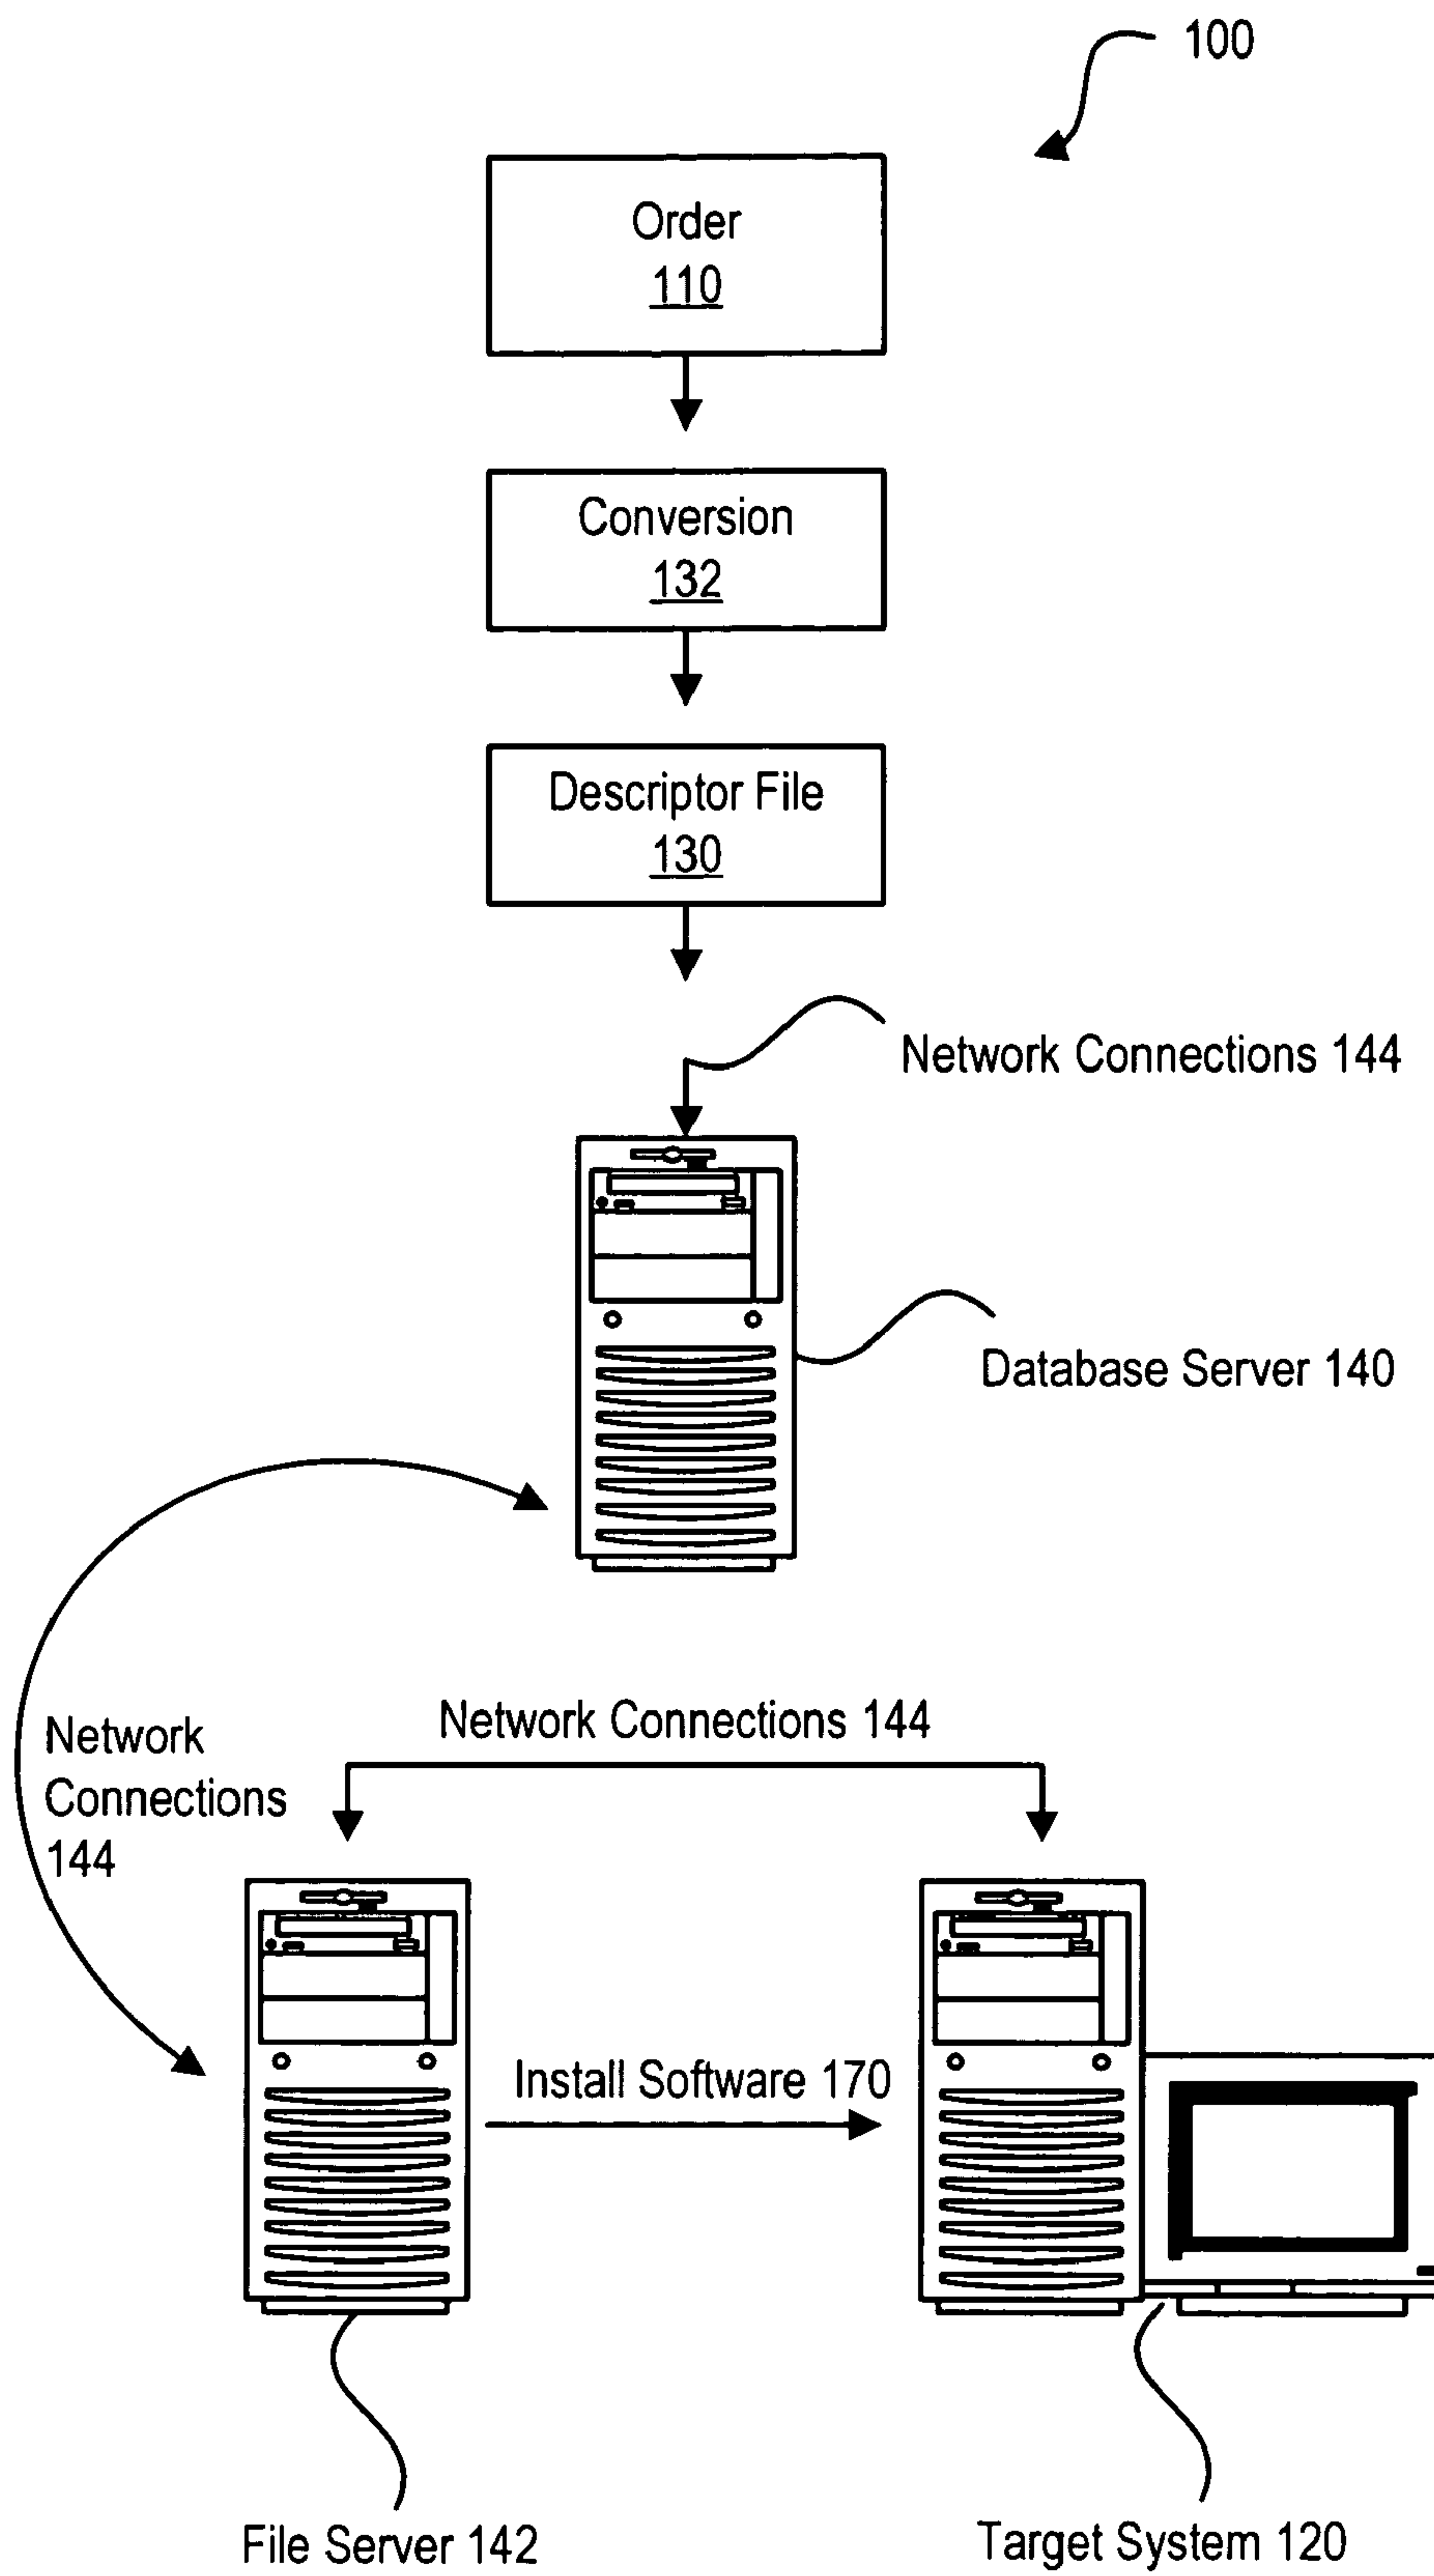 100
Order
110
Conversion
132
Descriptor File
130
Network Connections 144
Database Server 140
Network Connections 144
Network
Connections
144
Install Software 170
File Server 142
Target System 120